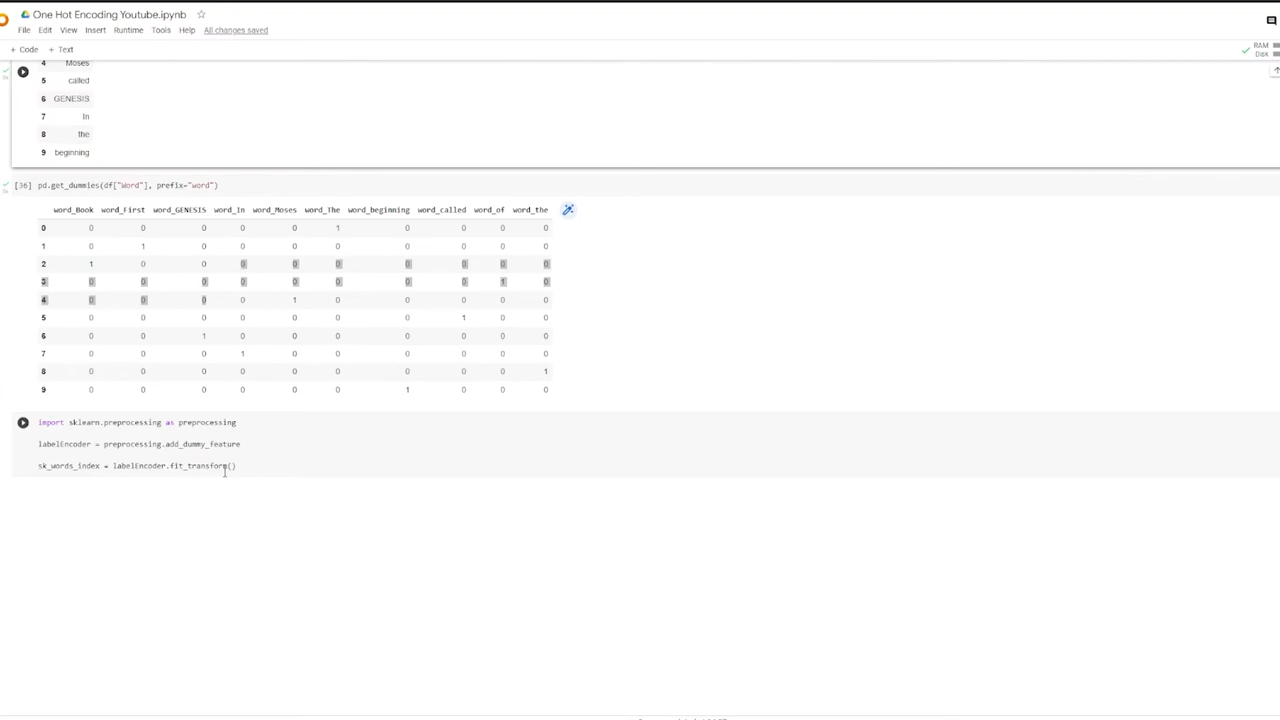 One Hot Encoding Youtube.ipynb
File Edit View Insert Runtime Tools Help All changes saved
+ Code + Text
RAM
Disk
4 Moses
5 called
6 GENESIS
7 In
8 the
9 beginning
[36] pd.get_dummies(df["Word"], prefix="word")
word_Book word_First word_GENESIS word_In word_Moses word_The word_beginning word_called word_of word_the
0 0 0 0 0 0 1 0 0 0 0
1 0 1 0 0 0 0 0 0 0 0
2 1 0 0 0 0 0 0 0 0 0
3 0 0 0 0 0 0 0 0 1 0
4 0 0 0 0 1 0 0 0 0 0
5 0 0 0 0 0 0 0 1 0 0
6 0 0 1 0 0 0 0 0 0 0
7 0 0 0 1 0 0 0 0 0 0
8 0 0 0 0 0 0 0 0 0 1
9 0 0 0 0 0 0 1 0 0 0
import sklearn.preprocessing as preprocessing
labelEncoder = preprocessing.add_dummy_feature
sk_words_index = labelEncoder.fit_transform()